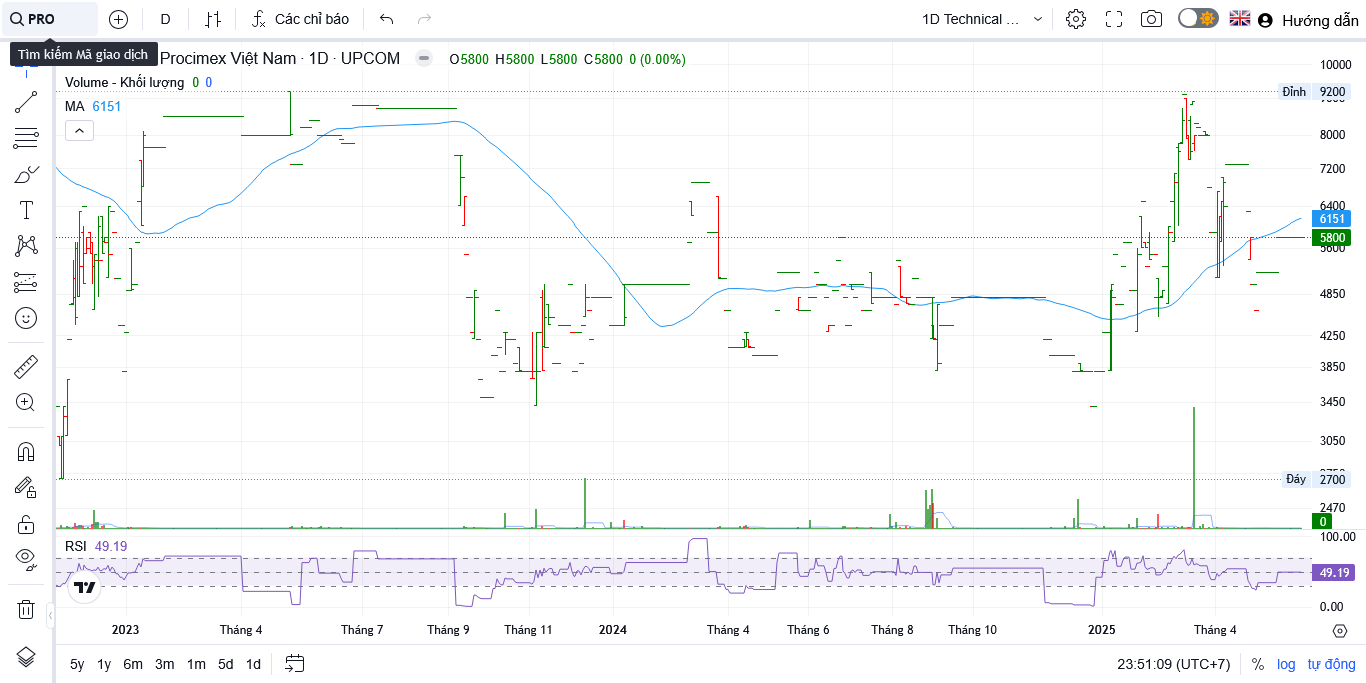 PRO
D
Các chỉ báo
1D Technical ...
Hướng dẫn
Tìm kiếm Mã giao dịch
Procimex Việt Nam · 1D · UPCOM
O5800 H5800 L5800 C5800 0 (0.00%)
Volume - Khối lượng 0 0
MA 6151
10000
Đỉnh 9200
8000
7200
6400
6151
5800
5600
4850
4250
3850
3450
3050
Đáy 2700
2470
0
RSI 49.19
100.00
49.19
0.00
2023
Tháng 4
Tháng 7
Tháng 9
Tháng 11
2024
Tháng 4
Tháng 6
Tháng 8
Tháng 10
2025
Tháng 4
5y 1y 6m 3m 1m 5d 1d
23:51:09 (UTC+7)
%
log
tự động